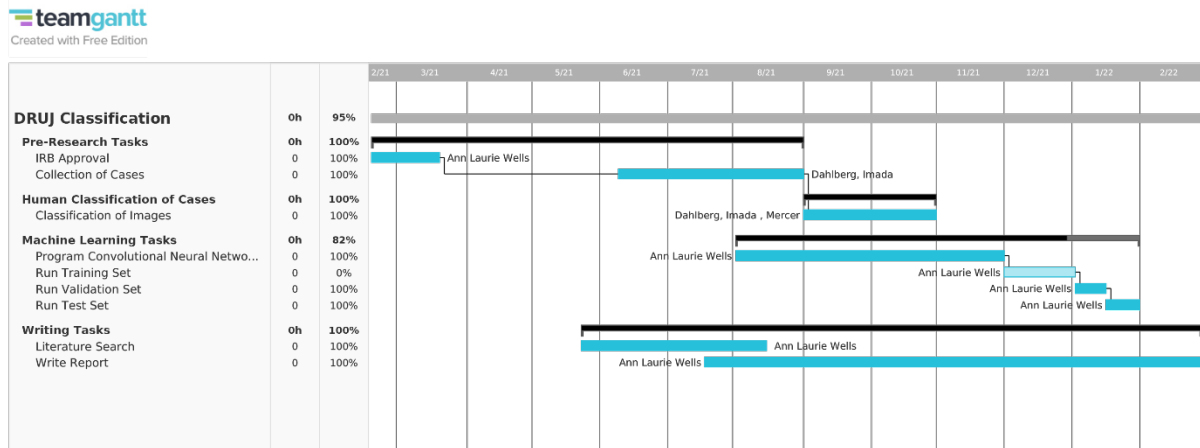 teamgantt
Created with Free Edition
2/21 3/21 4/21 5/21 6/21 7/21 8/21 9/21 10/21 11/21 12/21 1/22 2/22
DRUJ Classification 0h 95%
Pre-Research Tasks 0h 100%
IRB Approval 0 100% Ann Laurie Wells
Collection of Cases 0 100% Dahlberg, Imada
Human Classification of Cases 0h 100%
Classification of Images 0 100% Dahlberg, Imada , Mercer
Machine Learning Tasks 0h 82%
Program Convolutional Neural Netwo... 0 100% Ann Laurie Wells
Run Training Set 0 0% Ann Laurie Wells
Run Validation Set 0 100% Ann Laurie Wells
Run Test Set 0 100% Ann Laurie Wells
Writing Tasks 0h 100%
Literature Search 0 100% Ann Laurie Wells
Write Report 0 100% Ann Laurie Wells